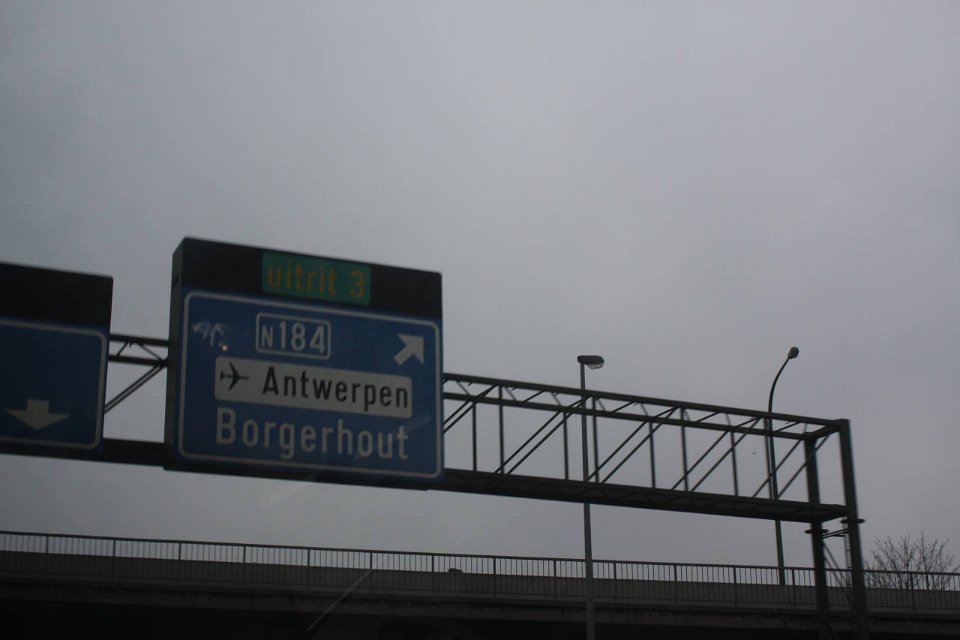 uitrit 3
N184
Antwerpen
Borgerhout